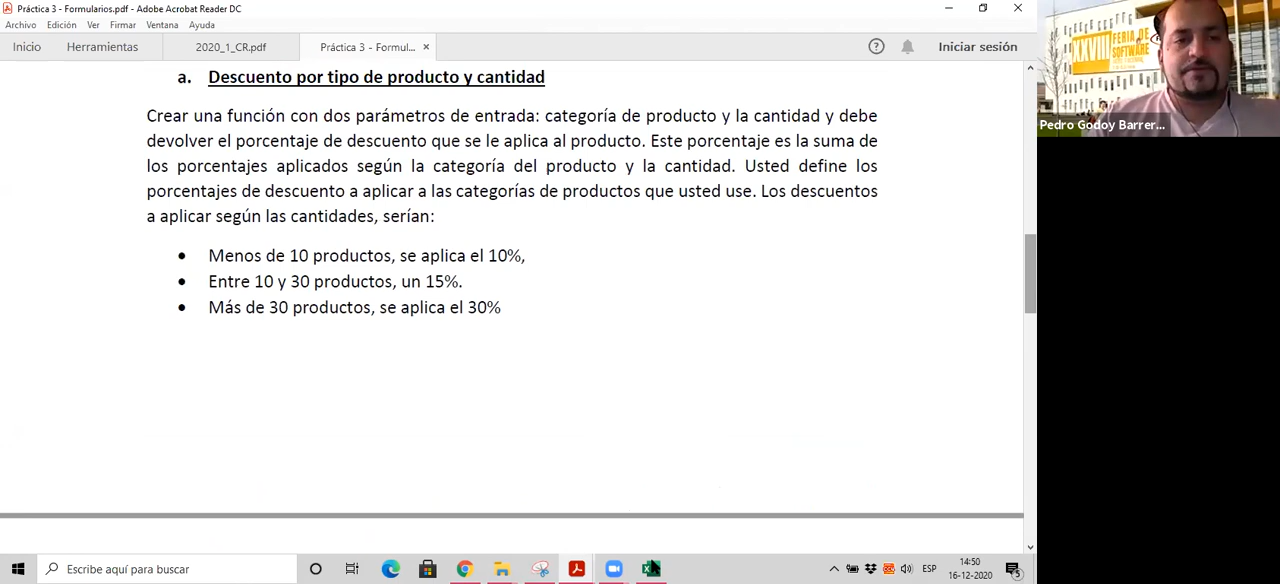 Práctica 3 - Formularios.pdf - Adobe Acrobat Reader DC
Archivo Edición Ver Firmar Ventana Ayuda
Inicio Herramientas 2020_1_CR.pdf Práctica 3 - Formul... × ? Iniciar sesión
a. Descuento por tipo de producto y cantidad
Crear una función con dos parámetros de entrada: categoría de producto y la cantidad y debe
devolver el porcentaje de descuento que se le aplica al producto. Este porcentaje es la suma de
los porcentajes aplicados según la categoría del producto y la cantidad. Usted define los
porcentajes de descuento a aplicar a las categorías de productos que usted use. Los descuentos
a aplicar según las cantidades, serían:
• Menos de 10 productos, se aplica el 10%,
• Entre 10 y 30 productos, un 15%.
• Más de 30 productos, se aplica el 30%
XXVIII FERIA DE
SOFTWARE
Pedro Godoy Barrer...
Escribe aquí para buscar
ESP
14:50
16-12-2020
5